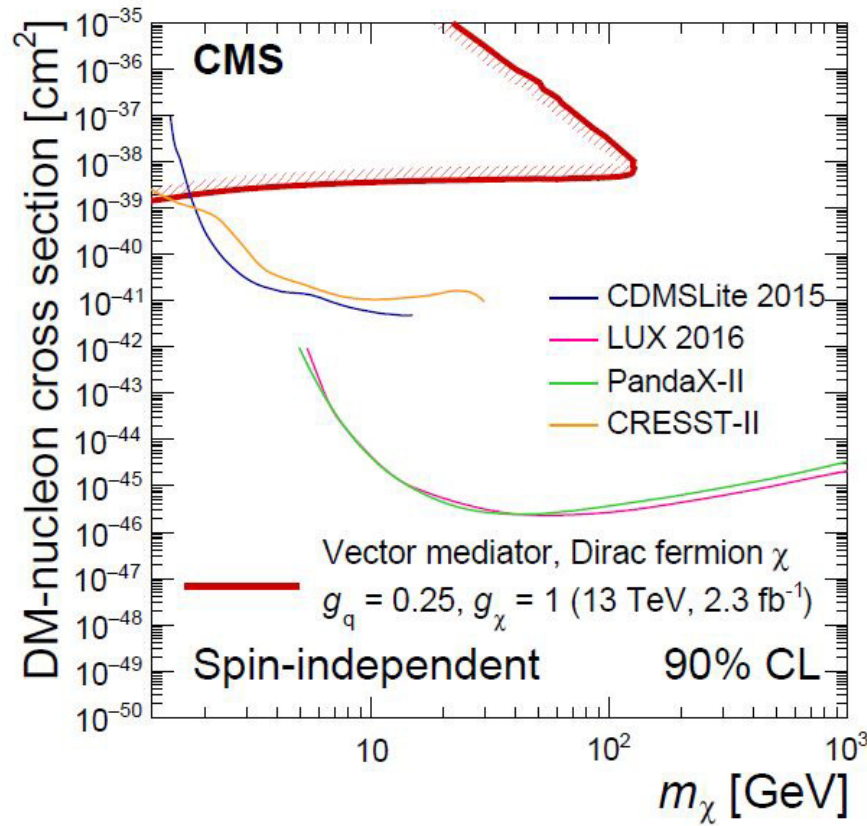 CMS
DM-nucleon cross section [cm²]
10⁻³⁵
10⁻³⁶
10⁻³⁷
10⁻³⁸
10⁻³⁹
10⁻⁴⁰
10⁻⁴¹
10⁻⁴²
10⁻⁴³
10⁻⁴⁴
10⁻⁴⁵
10⁻⁴⁶
10⁻⁴⁷
10⁻⁴⁸
10⁻⁴⁹
10⁻⁵⁰
CDMSLite 2015
LUX 2016
PandaX-II
CRESST-II
Vector mediator, Dirac fermion χ
g_q = 0.25, g_χ = 1 (13 TeV, 2.3 fb⁻¹)
Spin-independent 90% CL
10 10² 10³
m_χ [GeV]